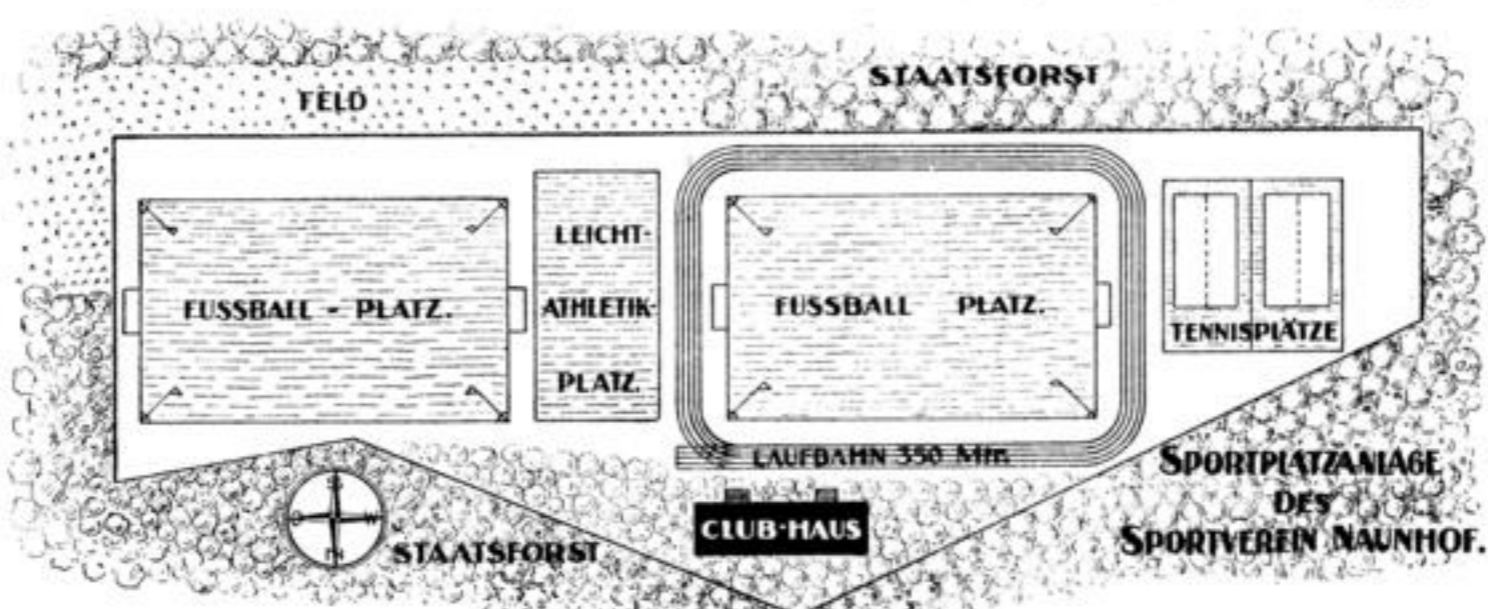 FELD
STAATSFORST
LEICHT-
ATHLETIK-
PLATZ.
FUSSBALL - PLATZ.
FUSSBALL PLATZ.
TENNISPLÄTZE
LAUFBAHN 350 Mtr.
SPORTPLATZANLAGE
DES
SPORTVEREIN NAUNHOF.
CLUB-HAUS
S
O W
N
STAATSFORST